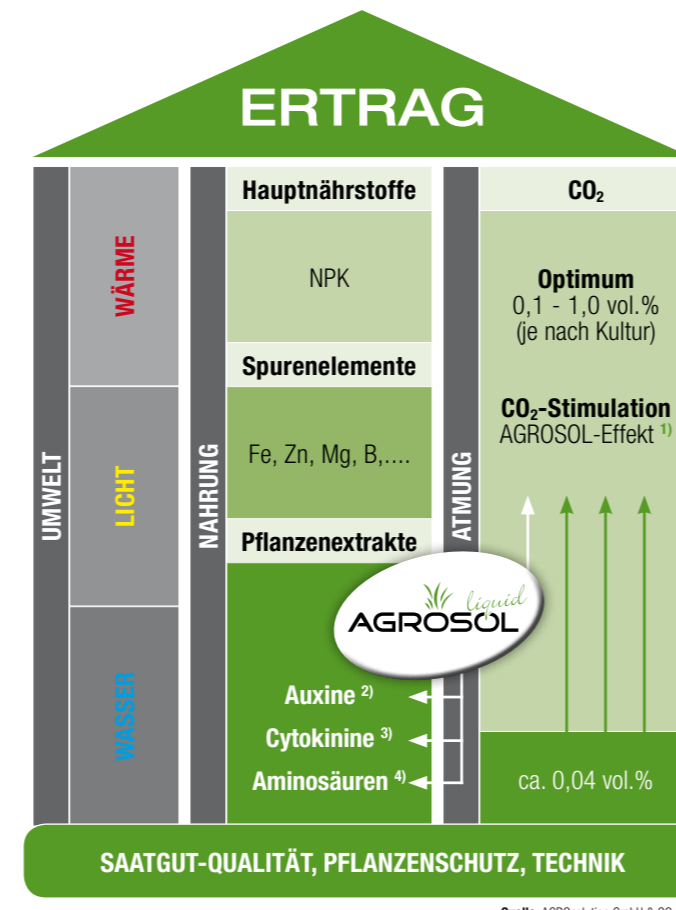 ERTRAG
UMWELT
WÄRME
LICHT
WASSER
NAHRUNG
Hauptnährstoffe
NPK
Spurenelemente
Fe, Zn, Mg, B,....
Pflanzenextrakte
AGROSOL liquid
Auxine 2)
Cytokinine 3)
Aminosäuren 4)
ATMUNG
CO₂
Optimum
0,1 - 1,0 vol.%
(je nach Kultur)
CO₂-Stimulation
AGROSOL-Effekt 1)
ca. 0,04 vol.%
SAATGUT-QUALITÄT, PFLANZENSCHUTZ, TECHNIK